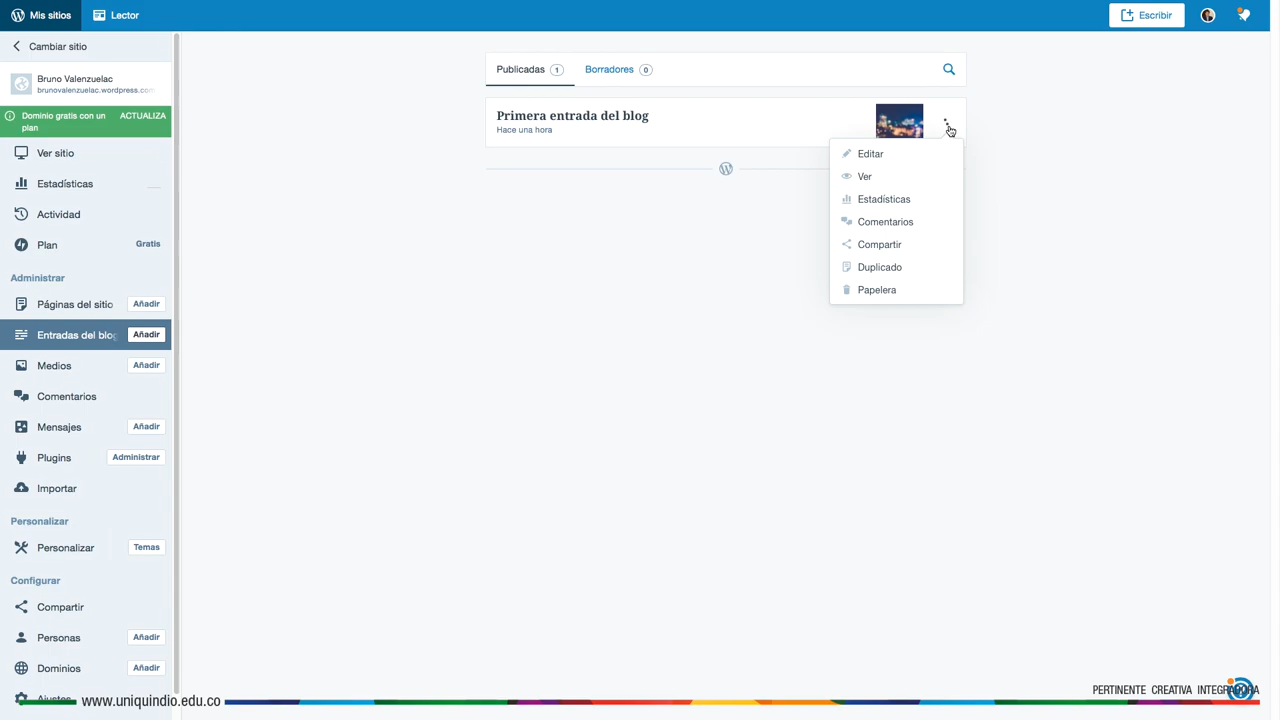 Mis sitios
Lector
Escribir
Cambiar sitio
Bruno Valenzuelac
brunovalenzuelac.wordpress.com
Dominio gratis con un plan
ACTUALIZA
Ver sitio
Estadísticas
Actividad
Plan
Gratis
Administrar
Páginas del sitio
Añadir
Entradas del blog
Añadir
Medios
Añadir
Comentarios
Mensajes
Añadir
Plugins
Administrar
Importar
Personalizar
Personalizar
Temas
Configurar
Compartir
Personas
Añadir
Dominios
Añadir
Ajustes
Publicadas 1
Borradores 0
Primera entrada del blog
Hace una hora
Editar
Ver
Estadísticas
Comentarios
Compartir
Duplicado
Papelera
www.uniquindio.edu.co
PERTINENTE CREATIVA INTEGRADORA